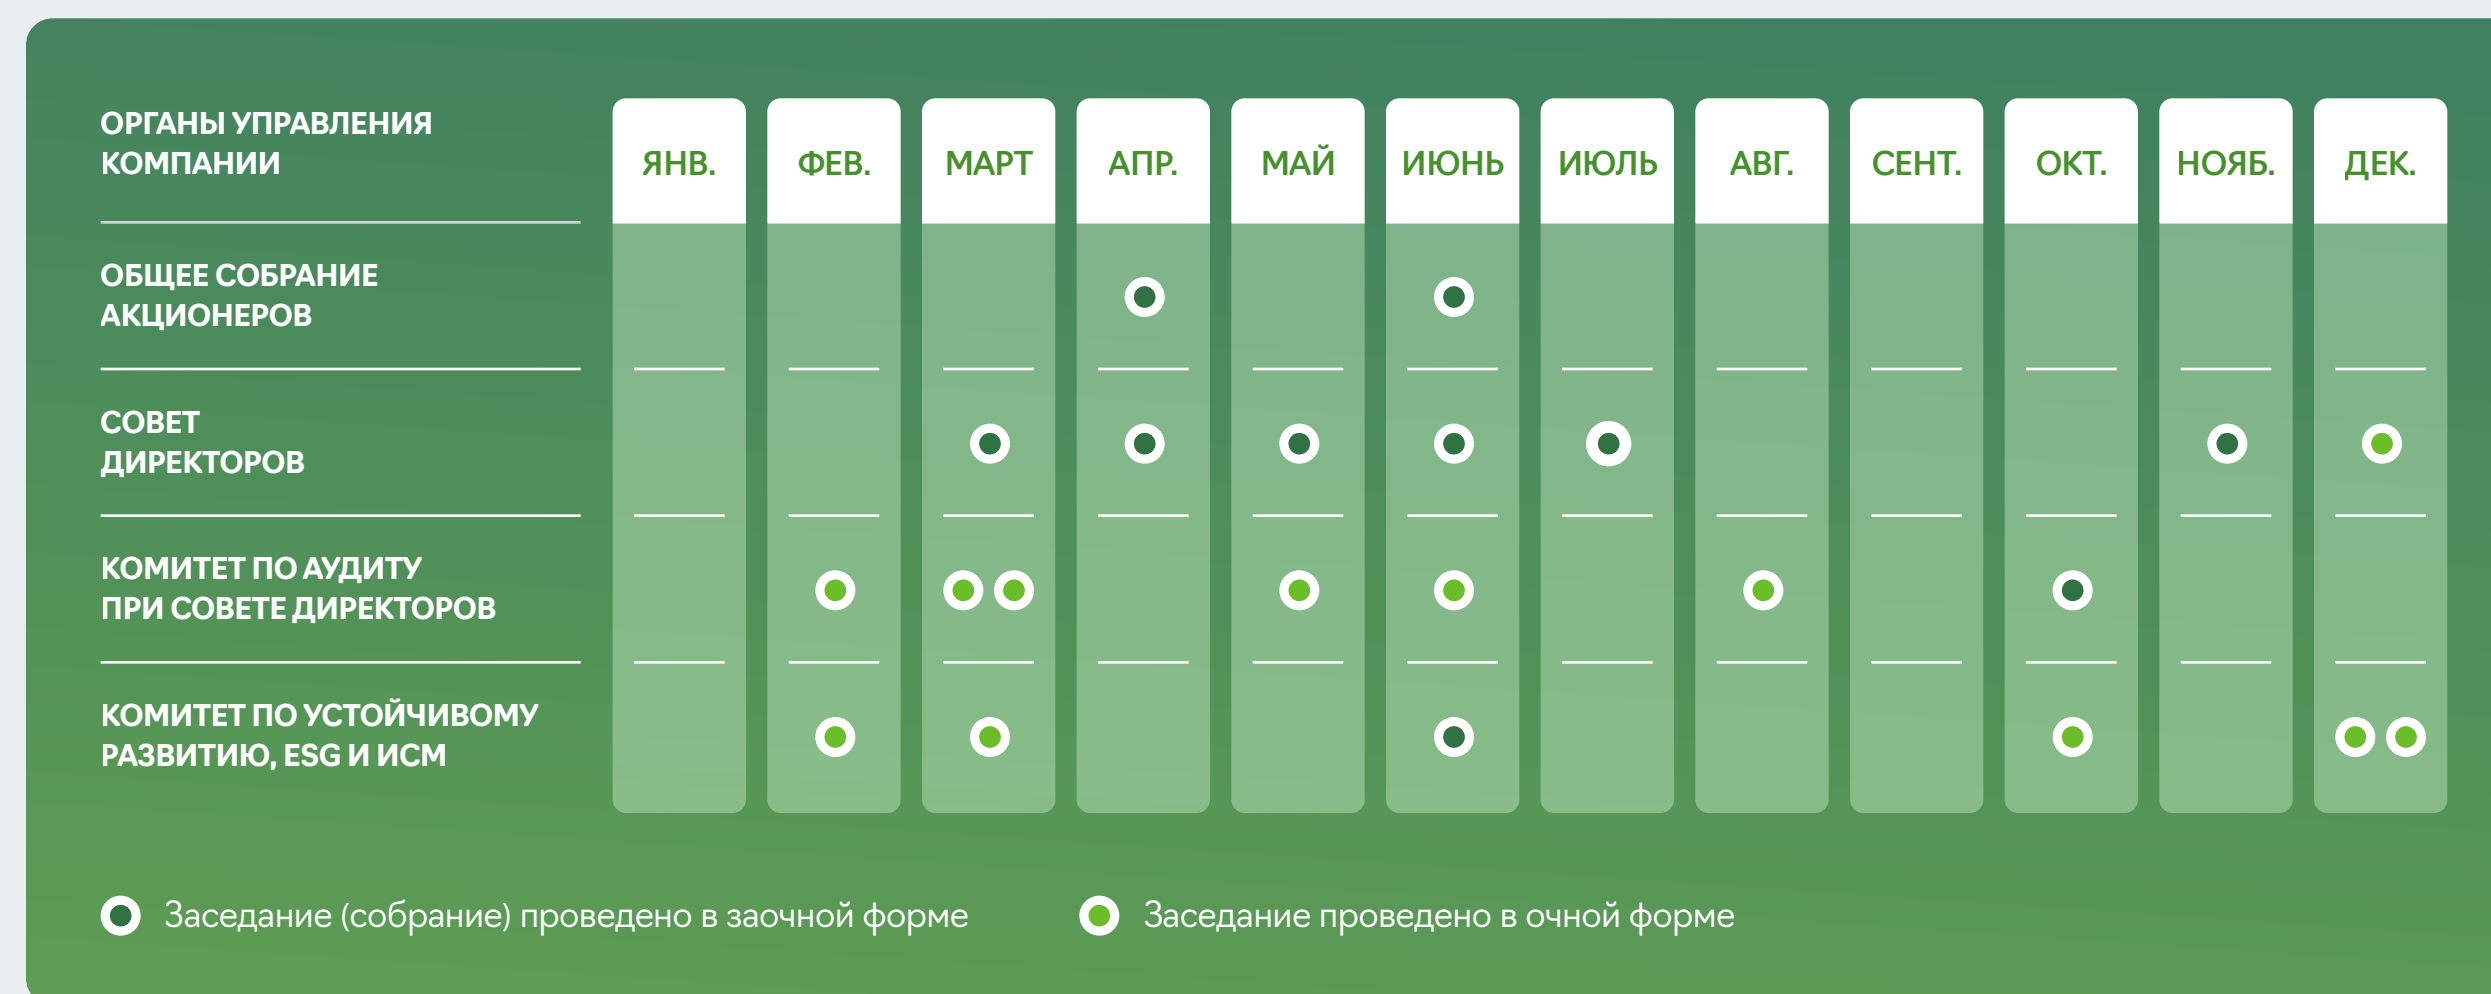 ОРГАНЫ УПРАВЛЕНИЯ
КОМПАНИИ
ЯНВ.
ФЕВ.
МАРТ
АПР.
МАЙ
ИЮНЬ
ИЮЛЬ
АВГ.
СЕНТ.
ОКТ.
НОЯБ.
ДЕК.
ОБЩЕЕ СОБРАНИЕ
АКЦИОНЕРОВ
СОВЕТ
ДИРЕКТОРОВ
КОМИТЕТ ПО АУДИТУ
ПРИ СОВЕТЕ ДИРЕКТОРОВ
КОМИТЕТ ПО УСТОЙЧИВОМУ
РАЗВИТИЮ, ESG И ИСМ
Заседание (собрание) проведено в заочной форме
Заседание проведено в очной форме